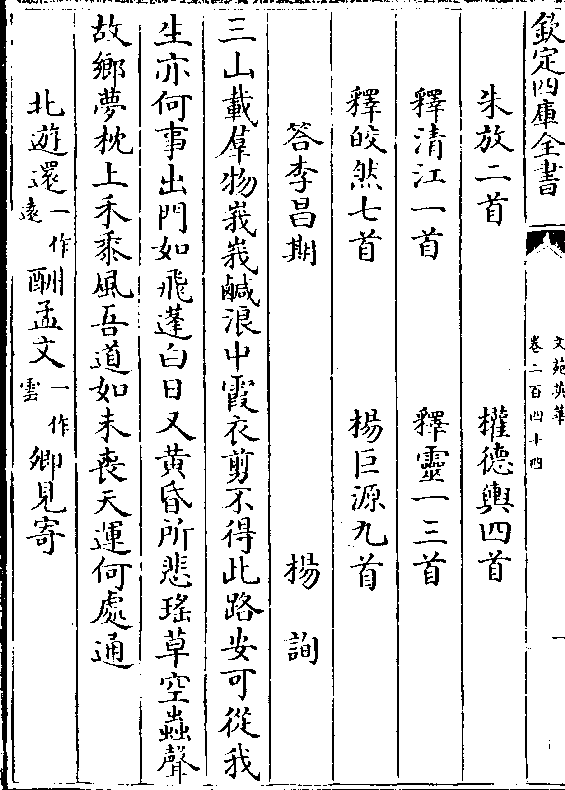 欽定四庫全書
文苑英華
卷二百四十四
一
朱放二首 權德輿四首
釋清江一首 釋靈一三首
釋皎然七首 楊巨源九首
答李昌期 楊詢
三山載羣物峩峩鹹浪中霞衣剪不得此路安可從我
生亦何事出門如飛蓬白日又黃昏所悲瑤草空蟲聲
故鄉夢枕上禾黍風吾道如未喪天運何處通
北遊還一作遠酬孟文一作雲卿見寄